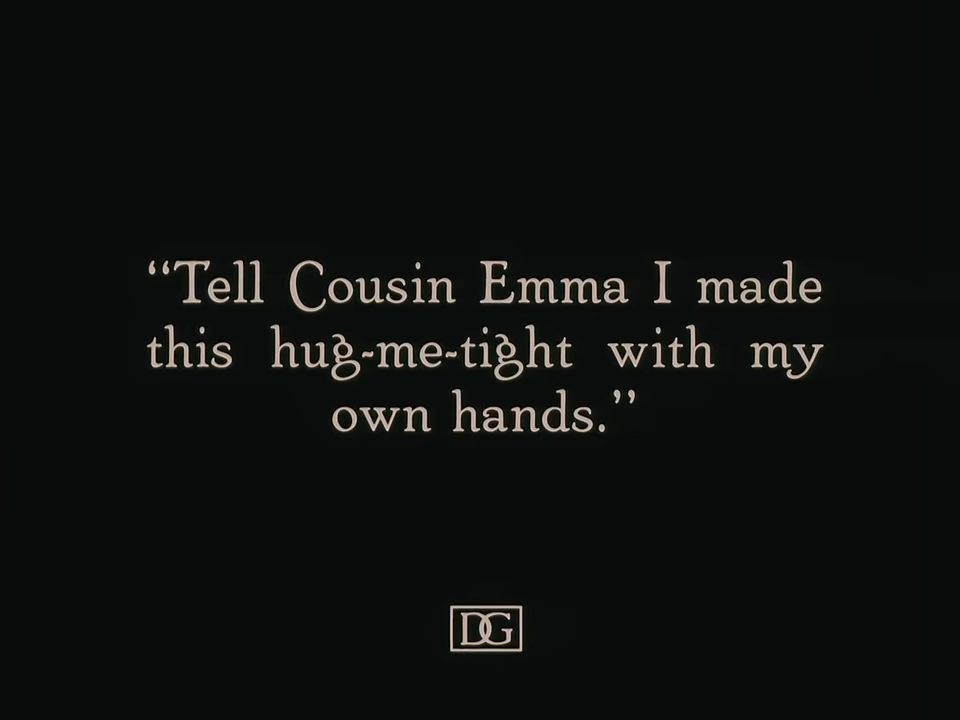 “Tell Cousin Emma I made
this hug-me-tight with my
own hands.”
DG